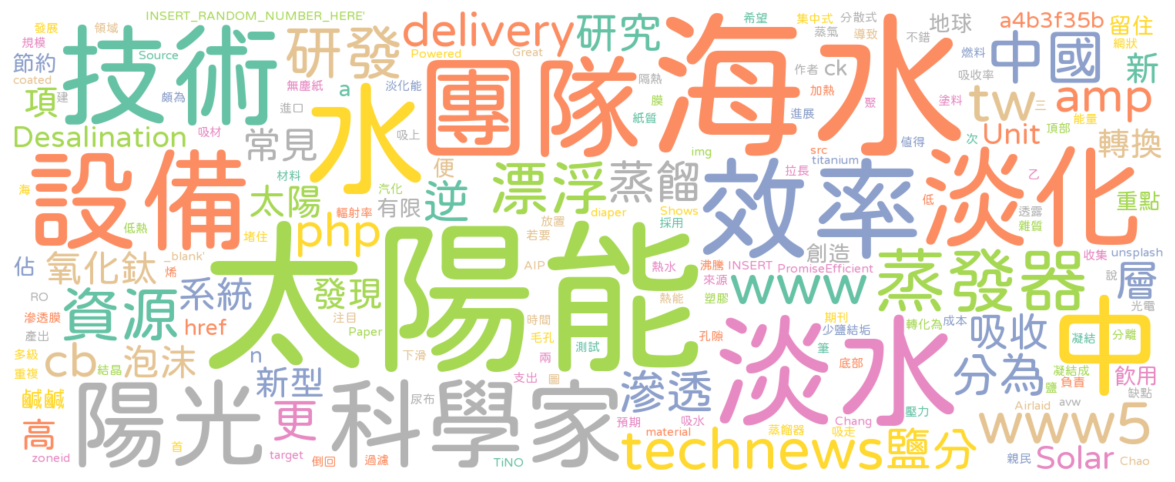 INSERT_RANDOM_NUMBER_HERE'
發展
領域
規模
節約
Source
coated
頗為
建
項
技術
研發
無塵紙
進口
a
Powered
淡化能
delivery
研究
Great
隔熱
膜
紙質
希望
集中式
分散式
蒸氣
導致
作者
ck
加熱
聚
進展
不錯
吸收率
地球
a4b3f35b
留住
燃料
網狀
中國
新
塗料
tw
三
amp
能量
頂部
Desalination
吸材
常見
水
吸上
團隊
海水
img
src
titanium
值得
次
Unit
轉換
海
設備
材料
太陽
低熱
堵住
輻射率
汽化
有限
便
逆
漂浮
蒸餾
diaper
放置
若要
Shows
採用
拉長
效率
低
淡化
乙
透露
雜質
重點
php
佔
_blank'
烯
氧化鈦
RO
滲透膜
產出
資源
系統
發現
注目
href
Paper
太陽能
AIP
熱水
熱能
時間
毛孔
測試
兩
沸騰
INSERT
來源
塑膠
PromiseEfficient
創造
www
蒸發器
收集
unsplash
層
說
光電
期刊
少鹽結垢
轉化為
成本
筆
孔隙
底部
吸收
中
凝結
分離
多級
重複
cb
結晶
泡沫
n
新型
下滑
支出
圖
滲透
淡水
分為
凝結成
負責
鹽
飲用
缺點
鹹鹹
高
zoneid
陽光
首
更
target
倒回
過濾
科學家
尿布
TiNO
預期
吸水
material
蒸餾器
吸走
Chang
壓力
Airlaid
avw
www5
technews
鹽分
親民
Solar
Chao